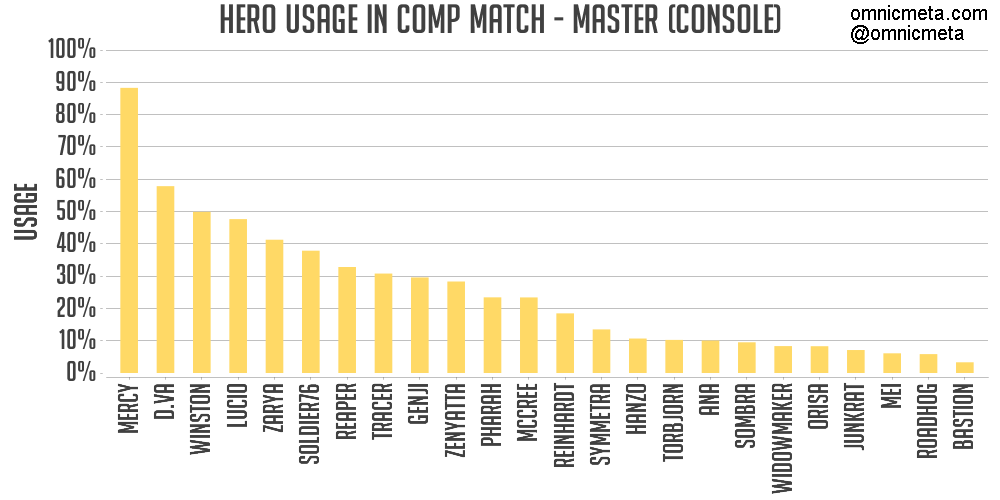 HERO USAGE IN COMP MATCH - MASTER (CONSOLE)
omnicmeta.com
@omnicmeta
100%
90%
80%
70%
60%
50%
40%
30%
20%
10%
0%
USAGE
MERCY
D.VA
WINSTON
LUCIO
ZARYA
SOLDIER76
REAPER
TRACER
GENJI
ZENYATTA
PHARAH
MCCREE
REINHARDT
SYMMETRA
HANZO
TORBJORN
ANA
SOMBRA
WIDOWMAKER
ORISA
JUNKRAT
MEI
ROADHOG
BASTION